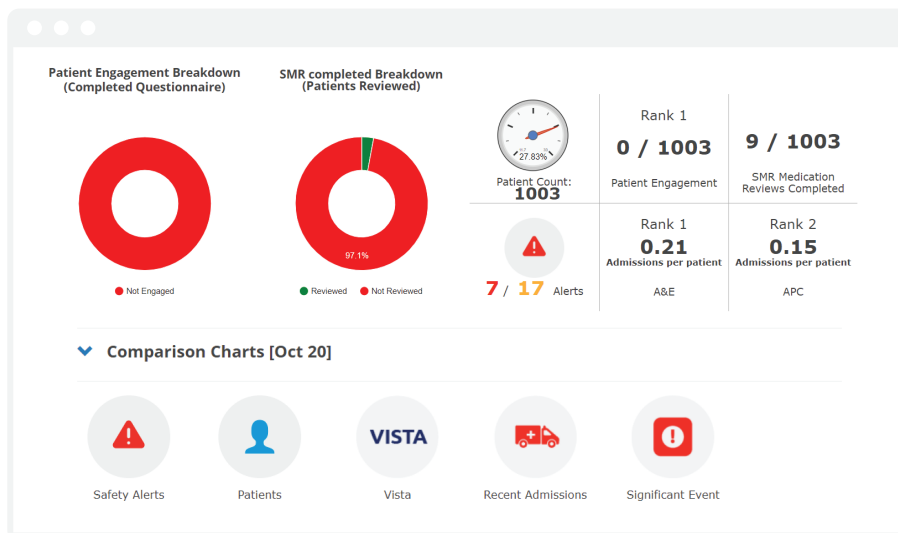 Patient Engagement Breakdown
(Completed Questionnaire)
Not Engaged
SMR completed Breakdown
(Patients Reviewed)
97.1%
Reviewed Not Reviewed
27.83%
Patient Count:
1003
Rank 1
0 / 1003
Patient Engagement
9 / 1003
SMR Medication
Reviews Completed
7 / 17 Alerts
Rank 1
0.21
Admissions per patient
A&E
Rank 2
0.15
Admissions per patient
APC
Comparison Charts [Oct 20]
Safety Alerts
Patients
VISTA
Vista
Recent Admissions
Significant Event